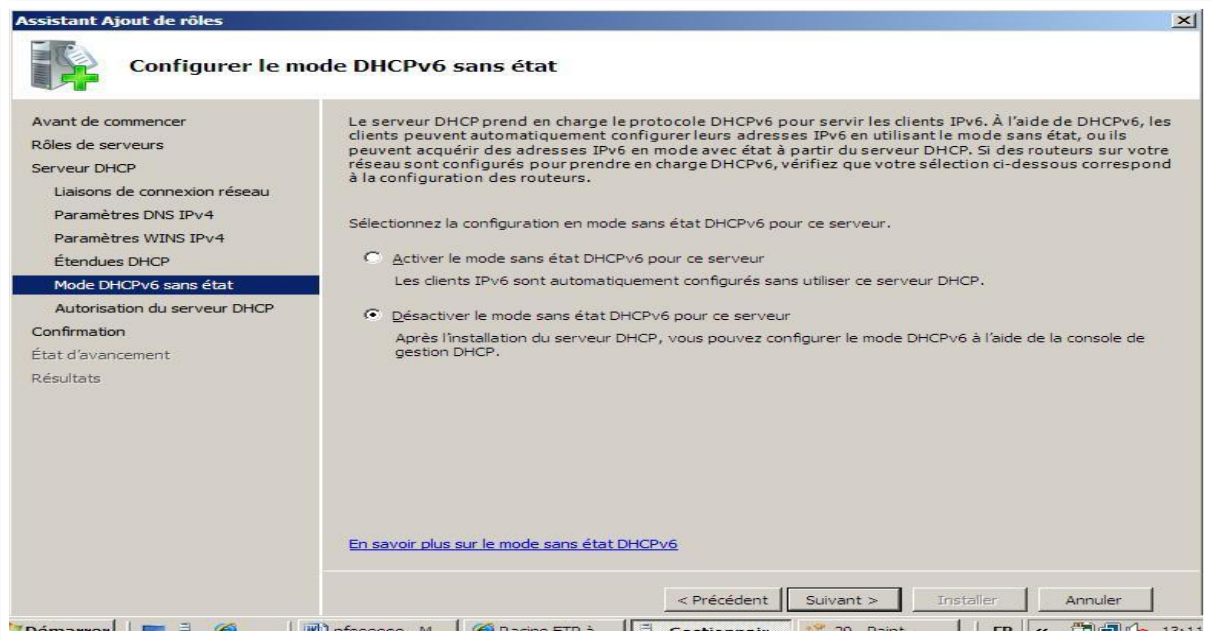 Assistant Ajout de rôles
Configurer le mode DHCPv6 sans état
Avant de commencer
Rôles de serveurs
Serveur DHCP
Liaisons de connexion réseau
Paramètres DNS IPv4
Paramètres WINS IPv4
Étendues DHCP
Mode DHCPv6 sans état
Autorisation du serveur DHCP
Confirmation
État d'avancement
Résultats
Le serveur DHCP prend en charge le protocole DHCPv6 pour servir les clients IPv6. À l'aide de DHCPv6, les
clients peuvent automatiquement configurer leurs adresses IPv6 en utilisant le mode sans état, ou ils
peuvent acquérir des adresses IPv6 en mode avec état à partir du serveur DHCP. Si des routeurs sur votre
réseau sont configurés pour prendre en charge DHCPv6, vérifiez que votre sélection ci-dessous correspond
à la configuration des routeurs.
Sélectionnez la configuration en mode sans état DHCPv6 pour ce serveur.
Activer le mode sans état DHCPv6 pour ce serveur
Les clients IPv6 sont automatiquement configurés sans utiliser ce serveur DHCP.
Désactiver le mode sans état DHCPv6 pour ce serveur
Après l'installation du serveur DHCP, vous pouvez configurer le mode DHCPv6 à l'aide de la console de
gestion DHCP.
En savoir plus sur le mode sans état DHCPv6
< Précédent Suivant > Installer Annuler
Démarrer Racine FTP à Gestionnair 29 - Paint FR « 13:11